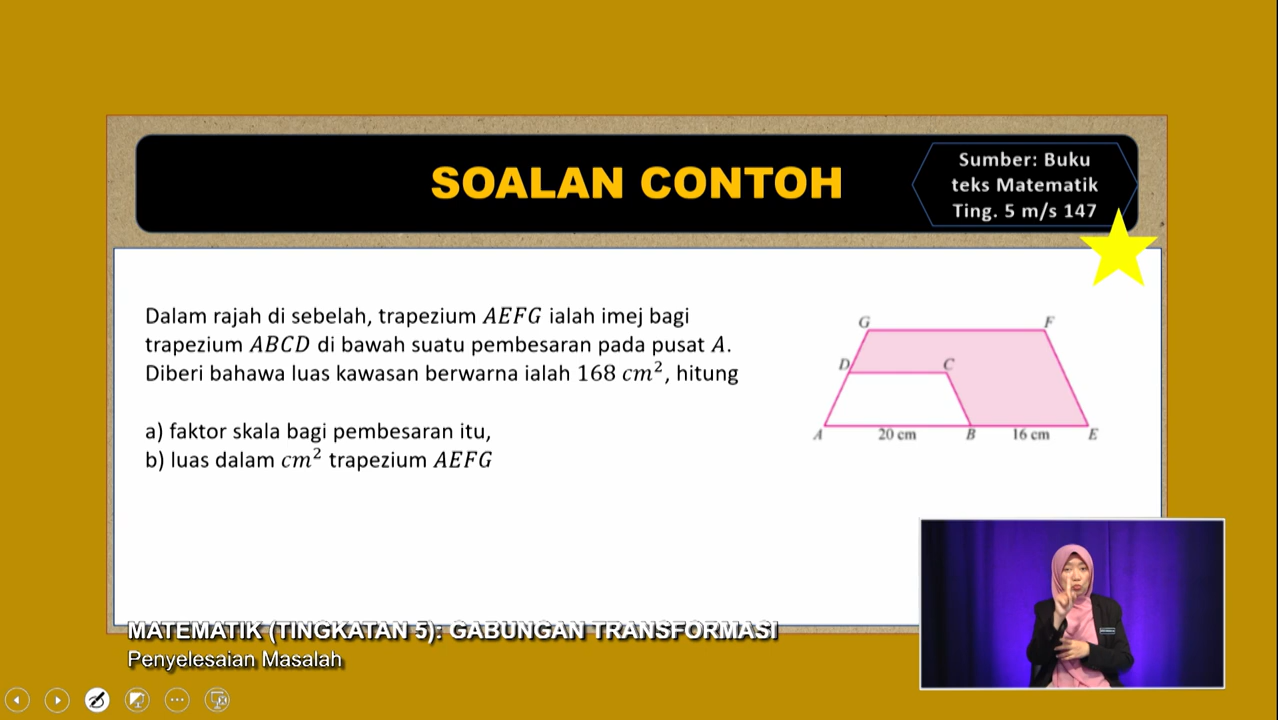 SOALAN CONTOH
Sumber: Buku
teks Matematik
Ting. 5 m/s 147
Dalam rajah di sebelah, trapezium AEFG ialah imej bagi
trapezium ABCD di bawah suatu pembesaran pada pusat A.
Diberi bahawa luas kawasan berwarna ialah 168 cm², hitung
a) faktor skala bagi pembesaran itu,
b) luas dalam cm² trapezium AEFG
G F
D C
A 20 cm B 16 cm E
MATEMATIK (TINGKATAN 5): GABUNGAN TRANSFORMASI
Penyelesaian Masalah